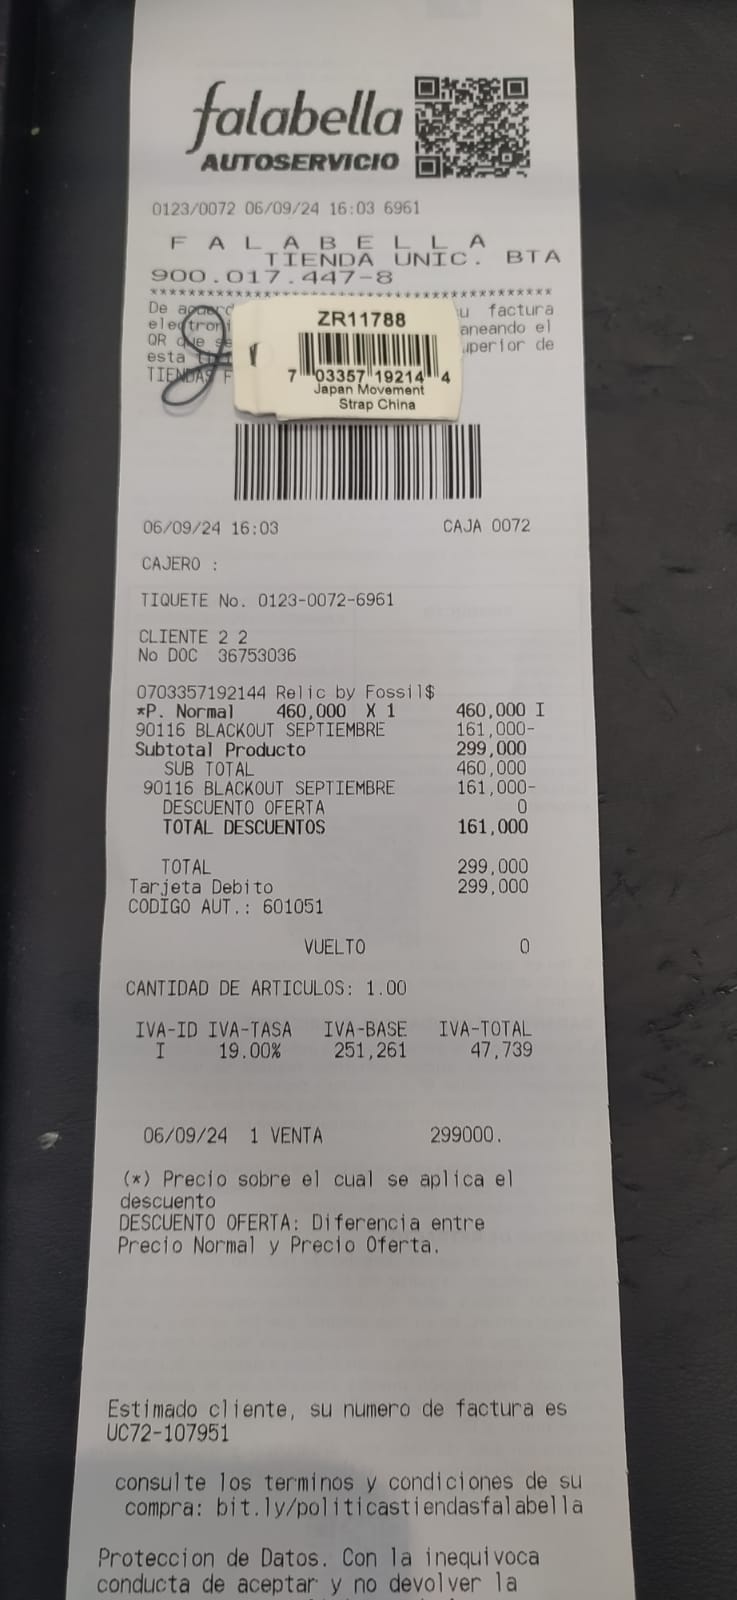 falabella
AUTOSERVICIO
0123/0072 06/09/24 16:03 6961
F A L A B E L L A
TIENDA UNIC. BTA
900.017.447-8
**************************************************
De u factura
aneando el
QR que se uperior de
esta
TIENDAS F
ZR11788
7 03357 19214 4
Japan Movement
Strap China
06/09/24 16:03 CAJA 0072
CAJERO :
TIQUETE No. 0123-0072-6961
CLIENTE 2 2
No DOC 36753036
0703357192144 Relic by Fossil$
*P. Normal 460,000 X 1 460,000 I
90116 BLACKOUT SEPTIEMBRE 161,000-
Subtotal Producto 299,000
SUB TOTAL 460,000
90116 BLACKOUT SEPTIEMBRE 161,000-
DESCUENTO OFERTA 0
TOTAL DESCUENTOS 161,000
TOTAL 299,000
Tarjeta Debito 299,000
CODIGO AUT.: 601051
VUELTO 0
CANTIDAD DE ARTICULOS: 1.00
IVA-ID IVA-TASA IVA-BASE IVA-TOTAL
I 19.00% 251,261 47,739
06/09/24 1 VENTA 299000.
(*) Precio sobre el cual se aplica el
descuento
DESCUENTO OFERTA: Diferencia entre
Precio Normal y Precio Oferta.
Estimado cliente, su numero de factura es
UC72-107951
consulte los terminos y condiciones de su
compra: bit.ly/politicastiendasfalabella
Proteccion de Datos. Con la inequivoca
conducta de aceptar y no devolver la